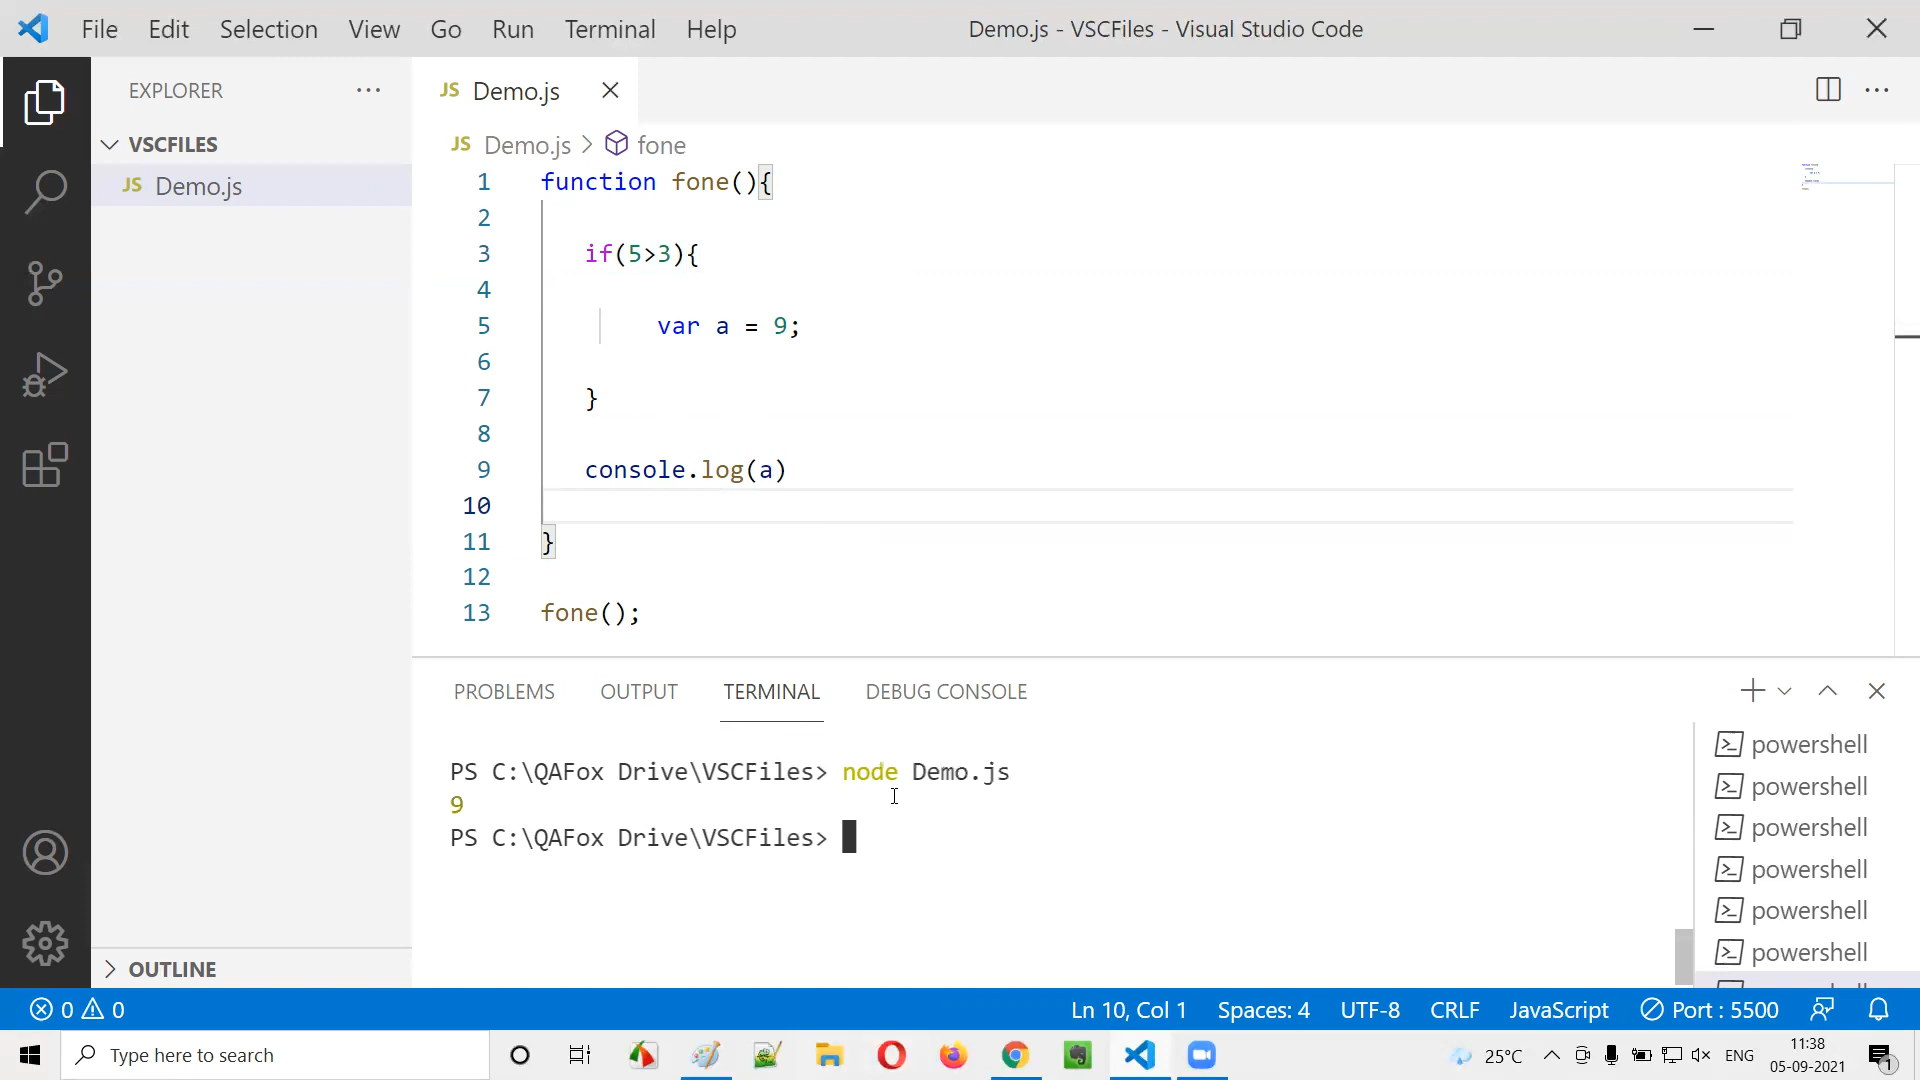 File Edit Selection View Go Run Terminal Help
Demo.js - VSCFiles - Visual Studio Code
EXPLORER
VSCFILES
JS Demo.js
OUTLINE
JS Demo.js
JS Demo.js > fone
1 function fone(){
2
3 if(5>3){
4
5 var a = 9;
6
7 }
8
9 console.log(a)
10
11 }
12
13 fone();
PROBLEMS OUTPUT TERMINAL DEBUG CONSOLE
PS C:\QAFox Drive\VSCFiles> node Demo.js
9
PS C:\QAFox Drive\VSCFiles>
powershell
powershell
powershell
powershell
powershell
powershell
0 0
Ln 10, Col 1 Spaces: 4 UTF-8 CRLF JavaScript Port : 5500
Type here to search
25°C ENG
11:38
05-09-2021
1